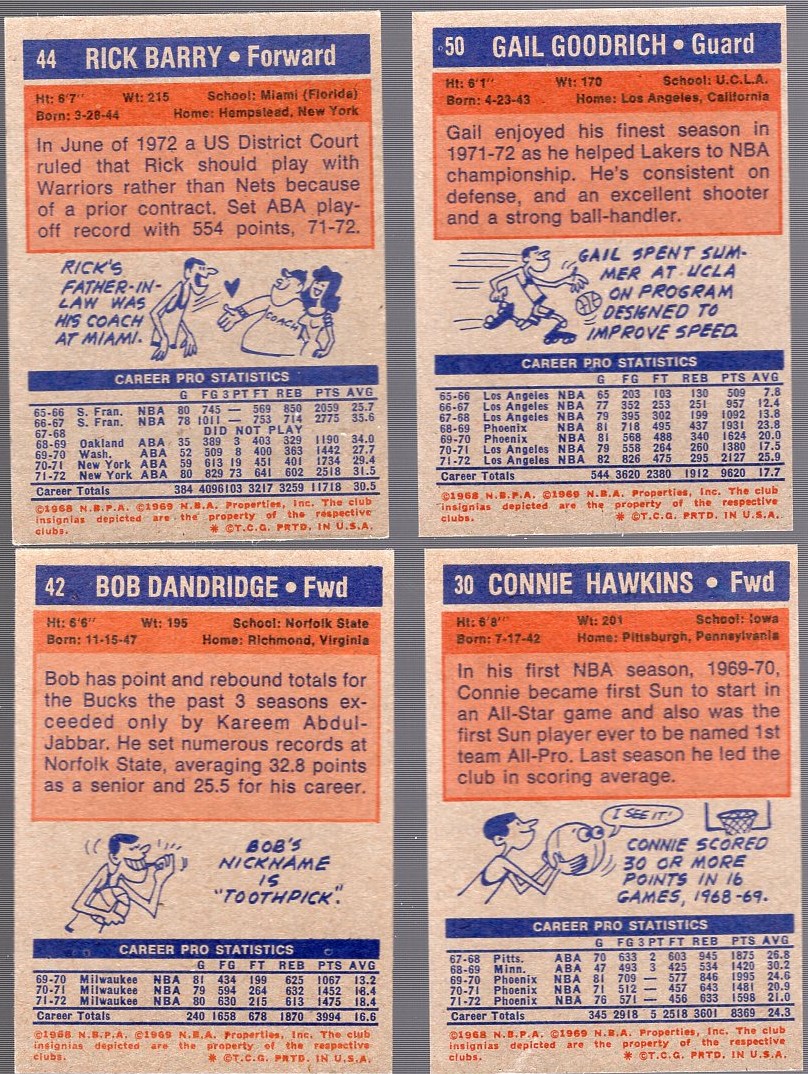 44 RICK BARRY • Forward
Ht: 6'7" Wt: 215 School: Miami (Florida)
Born: 3-28-44 Home: Hempstead, New York
In June of 1972 a US District Court
ruled that Rick should play with
Warriors rather than Nets because
of a prior contract. Set ABA play-
off record with 554 points, 71-72.
RICK'S
FATHER-IN-
LAW WAS
HIS COACH
AT MIAMI.
COACH
CAREER PRO STATISTICS
G FG 3 PT FT REB PTS AVG
65-66 S. Fran. NBA 80 745 — 569 850 2059 25.7
66-67 S. Fran. NBA 78 1011 — 753 714 2775 35.6
67-68 DID NOT PLAY
68-69 Oakland ABA 35 389 3 403 329 1190 34.0
69-70 Wash. ABA 52 509 8 400 363 1442 27.7
70-71 New York ABA 59 613 19 451 401 1734 29.4
71-72 New York ABA 80 829 73 641 602 2518 31.5
Career Totals 384 4096 103 3217 3259 11718 30.5
©1968 N.B.P.A. ©1969 N.B.A. Properties, Inc. The club
insignias depicted are the property of the respective
clubs. * ©T.C.G. PRTD. IN U.S.A.
50 GAIL GOODRICH • Guard
Ht: 6'1" Wt: 170 School: U.C.L.A.
Born: 4-23-43 Home: Los Angeles, California
Gail enjoyed his finest season in
1971-72 as he helped Lakers to NBA
championship. He's consistent on
defense, and an excellent shooter
and a strong ball-handler.
GAIL SPENT SUM-
MER AT UCLA
ON PROGRAM
DESIGNED TO
IMPROVE SPEED.
CAREER PRO STATISTICS
G FG FT REB PTS AVG
65-66 Los Angeles NBA 65 203 103 130 509 7.8
66-67 Los Angeles NBA 77 352 253 251 957 12.4
67-68 Los Angeles NBA 79 395 302 199 1092 13.8
68-69 Phoenix NBA 81 718 495 437 1931 23.8
69-70 Phoenix NBA 81 568 488 340 1624 20.0
70-71 Los Angeles NBA 79 558 264 260 1380 17.5
71-72 Los Angeles NBA 82 826 475 295 2127 25.9
Career Totals 544 3620 2380 1912 9620 17.7
©1968 N.B.P.A. ©1969 N.B.A. Properties, Inc. The club
insignias depicted are the property of the respective
clubs. * ©T.C.G. PRTD. IN U.S.A.
42 BOB DANDRIDGE • Fwd
Ht: 6'6" Wt: 195 School: Norfolk State
Born: 11-15-47 Home: Richmond, Virginia
Bob has point and rebound totals for
the Bucks the past 3 seasons ex-
ceeded only by Kareem Abdul-
Jabbar. He set numerous records at
Norfolk State, averaging 32.8 points
as a senior and 25.5 for his career.
BOB'S
NICKNAME
IS
"TOOTHPICK".
CAREER PRO STATISTICS
G FG FT REB PTS AVG
69-70 Milwaukee NBA 81 434 199 625 1067 13.2
70-71 Milwaukee NBA 79 594 264 632 1452 18.4
71-72 Milwaukee NBA 80 630 215 613 1475 18.4
Career Totals 240 1658 678 1870 3994 16.6
©1968 N.B.P.A. ©1969 N.B.A. Properties, Inc. The club
insignias depicted are the property of the respective
clubs. * ©T.C.G. PRTD. IN U.S.A.
30 CONNIE HAWKINS • Fwd
Ht: 6'8" Wt: 201 School: Iowa
Born: 7-17-42 Home: Pittsburgh, Pennsylvania
In his first NBA season, 1969-70,
Connie became first Sun to start in
an All-Star game and also was the
first Sun player ever to be named 1st
team All-Pro. Last season he led the
club in scoring average.
I SEE IT!
CONNIE SCORED
30 OR MORE
POINTS IN 16
GAMES, 1968-69.
CAREER PRO STATISTICS
G FG 3 PT FT REB PTS AVG
67-68 Pitts. ABA 70 633 2 603 945 1875 26.8
68-69 Minn. ABA 47 493 3 425 534 1420 30.2
69-70 Phoenix NBA 81 709 — 577 846 1995 24.6
70-71 Phoenix NBA 71 512 — 457 643 1481 20.9
71-72 Phoenix NBA 76 571 — 456 633 1598 21.0
Career Totals 345 2918 5 2518 3601 8369 24.3
©1968 N.B.P.A. ©1969 N.B.A. Properties, Inc. The club
insignias depicted are the property of the respective
clubs. * ©T.C.G. PRTD. IN U.S.A.